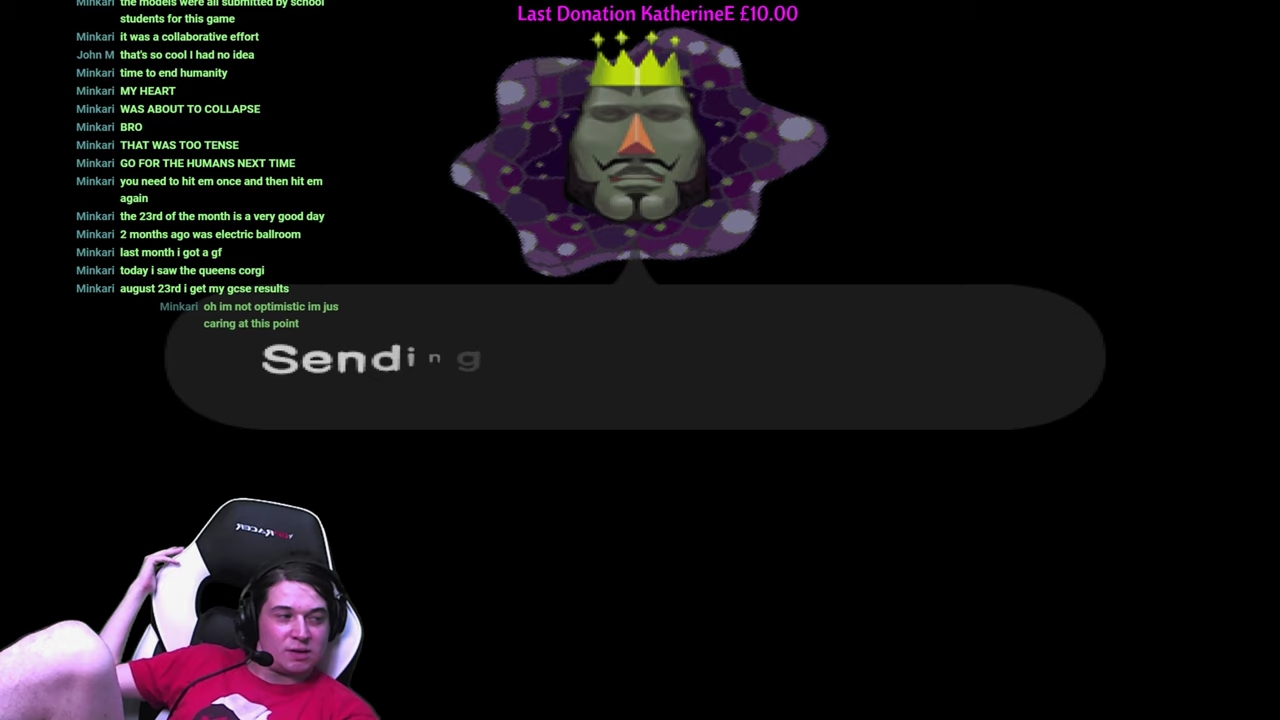 Last Donation KatherineE £10.00
Minkari the models were all submitted by school
students for this game
Minkari it was a collaborative effort
John M that's so cool I had no idea
Minkari time to end humanity
Minkari MY HEART
Minkari WAS ABOUT TO COLLAPSE
Minkari BRO
Minkari THAT WAS TOO TENSE
Minkari GO FOR THE HUMANS NEXT TIME
Minkari you need to hit em once and then hit em
again
Minkari the 23rd of the month is a very good day
Minkari 2 months ago was electric ballroom
Minkari last month i got a gf
Minkari today i saw the queens corgi
Minkari august 23rd i get my gcse results
Minkari oh im not optimistic im jus
caring at this point
Sending